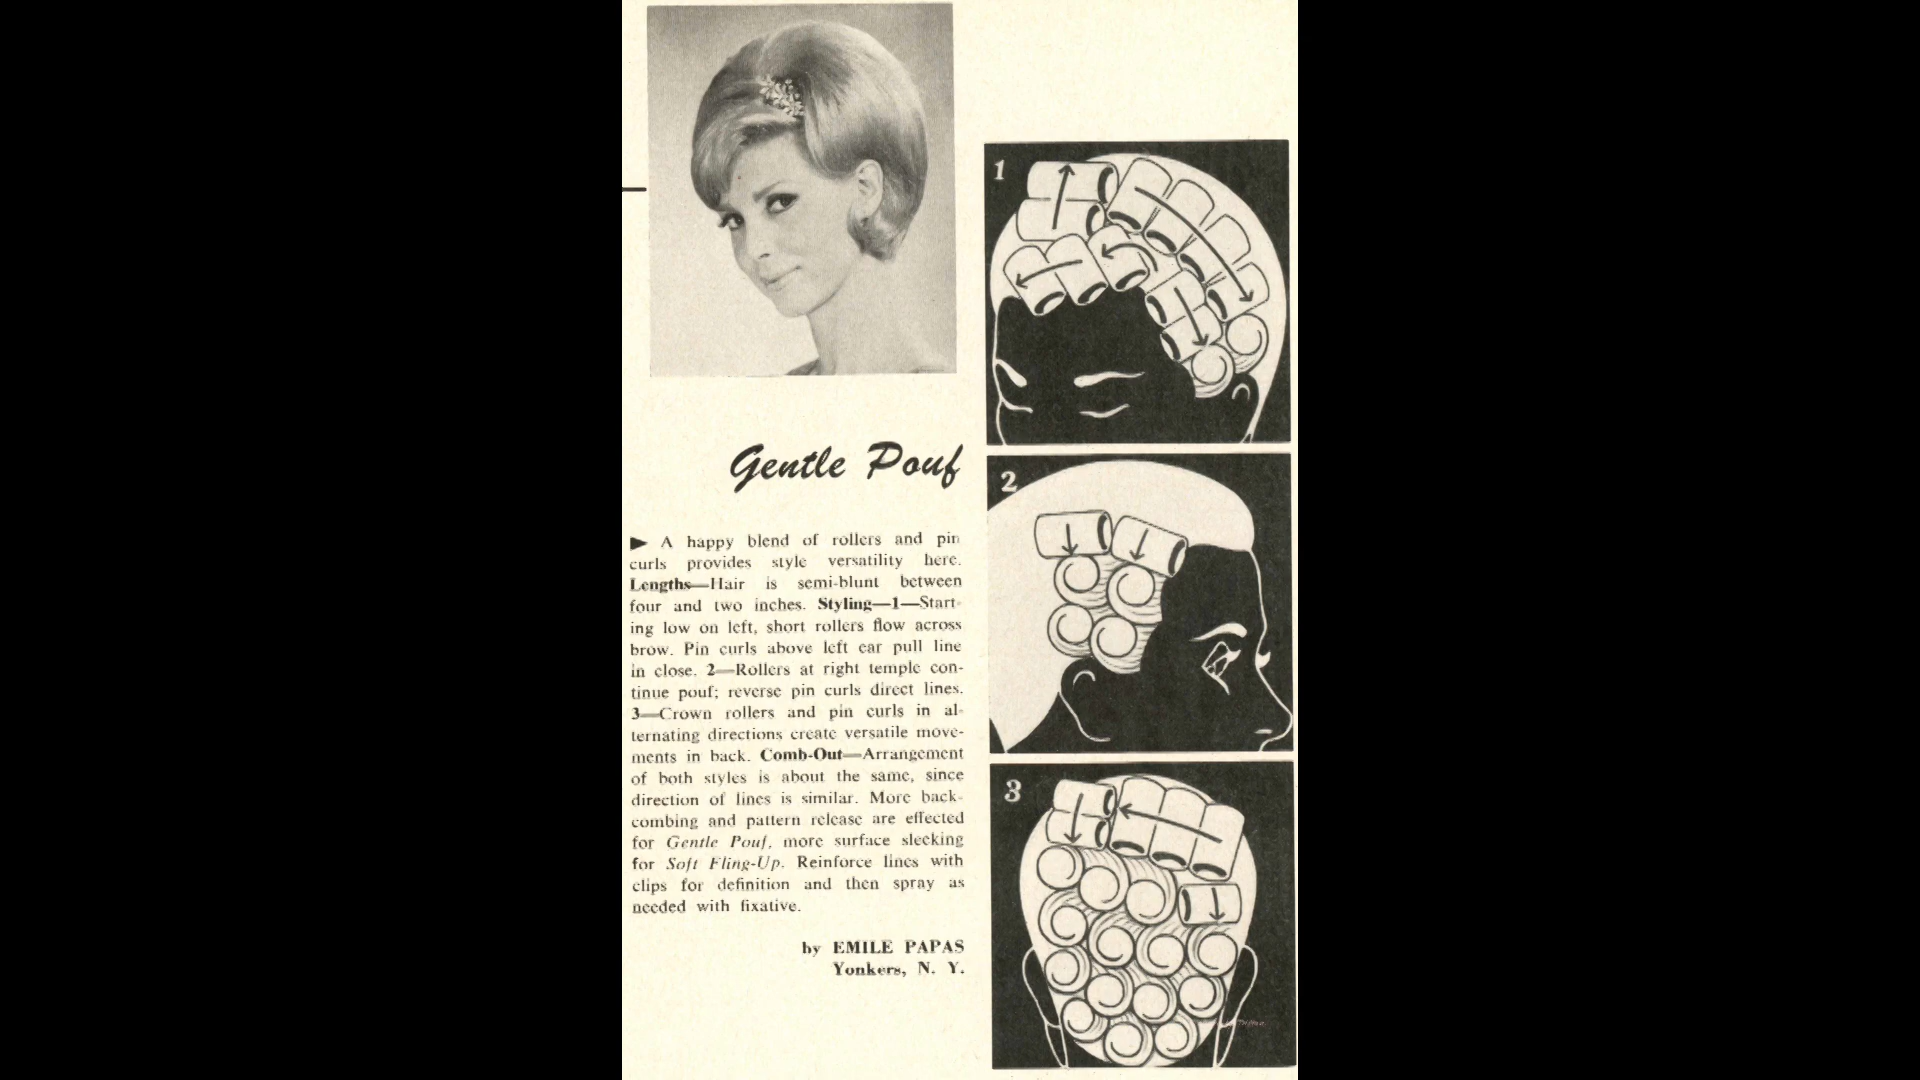 Gentle Pouf
► A happy blend of rollers and pin
curls provides style versatility here.
Lengths—Hair is semi-blunt between
four and two inches. Styling—1—Start-
ing low on left, short rollers flow across
brow. Pin curls above left ear pull line
in close. 2—Rollers at right temple con-
tinue pouf; reverse pin curls direct lines.
3—Crown rollers and pin curls in al-
ternating directions create versatile move-
ments in back. Comb-Out—Arrangement
of both styles is about the same, since
direction of lines is similar. More back-
combing and pattern release are effected
for Gentle Pouf, more surface sleeking
for Soft Fling-Up. Reinforce lines with
clips for definition and then spray as
needed with fixative.
by EMILE PAPAS
Yonkers, N. Y.
1
2
3